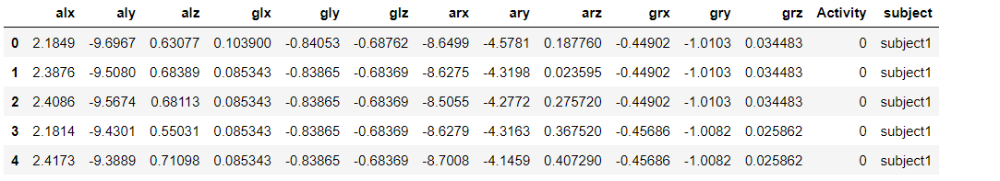 alx aly alz glx gly glz arx ary arz grx gry grz Activity subject
0 2.1849 -9.6967 0.63077 0.103900 -0.84053 -0.68762 -8.6499 -4.5781 0.187760 -0.44902 -1.0103 0.034483 0 subject1
1 2.3876 -9.5080 0.68389 0.085343 -0.83865 -0.68369 -8.6275 -4.3198 0.023595 -0.44902 -1.0103 0.034483 0 subject1
2 2.4086 -9.5674 0.68113 0.085343 -0.83865 -0.68369 -8.5055 -4.2772 0.275720 -0.44902 -1.0103 0.034483 0 subject1
3 2.1814 -9.4301 0.55031 0.085343 -0.83865 -0.68369 -8.6279 -4.3163 0.367520 -0.45686 -1.0082 0.025862 0 subject1
4 2.4173 -9.3889 0.71098 0.085343 -0.83865 -0.68369 -8.7008 -4.1459 0.407290 -0.45686 -1.0082 0.025862 0 subject1